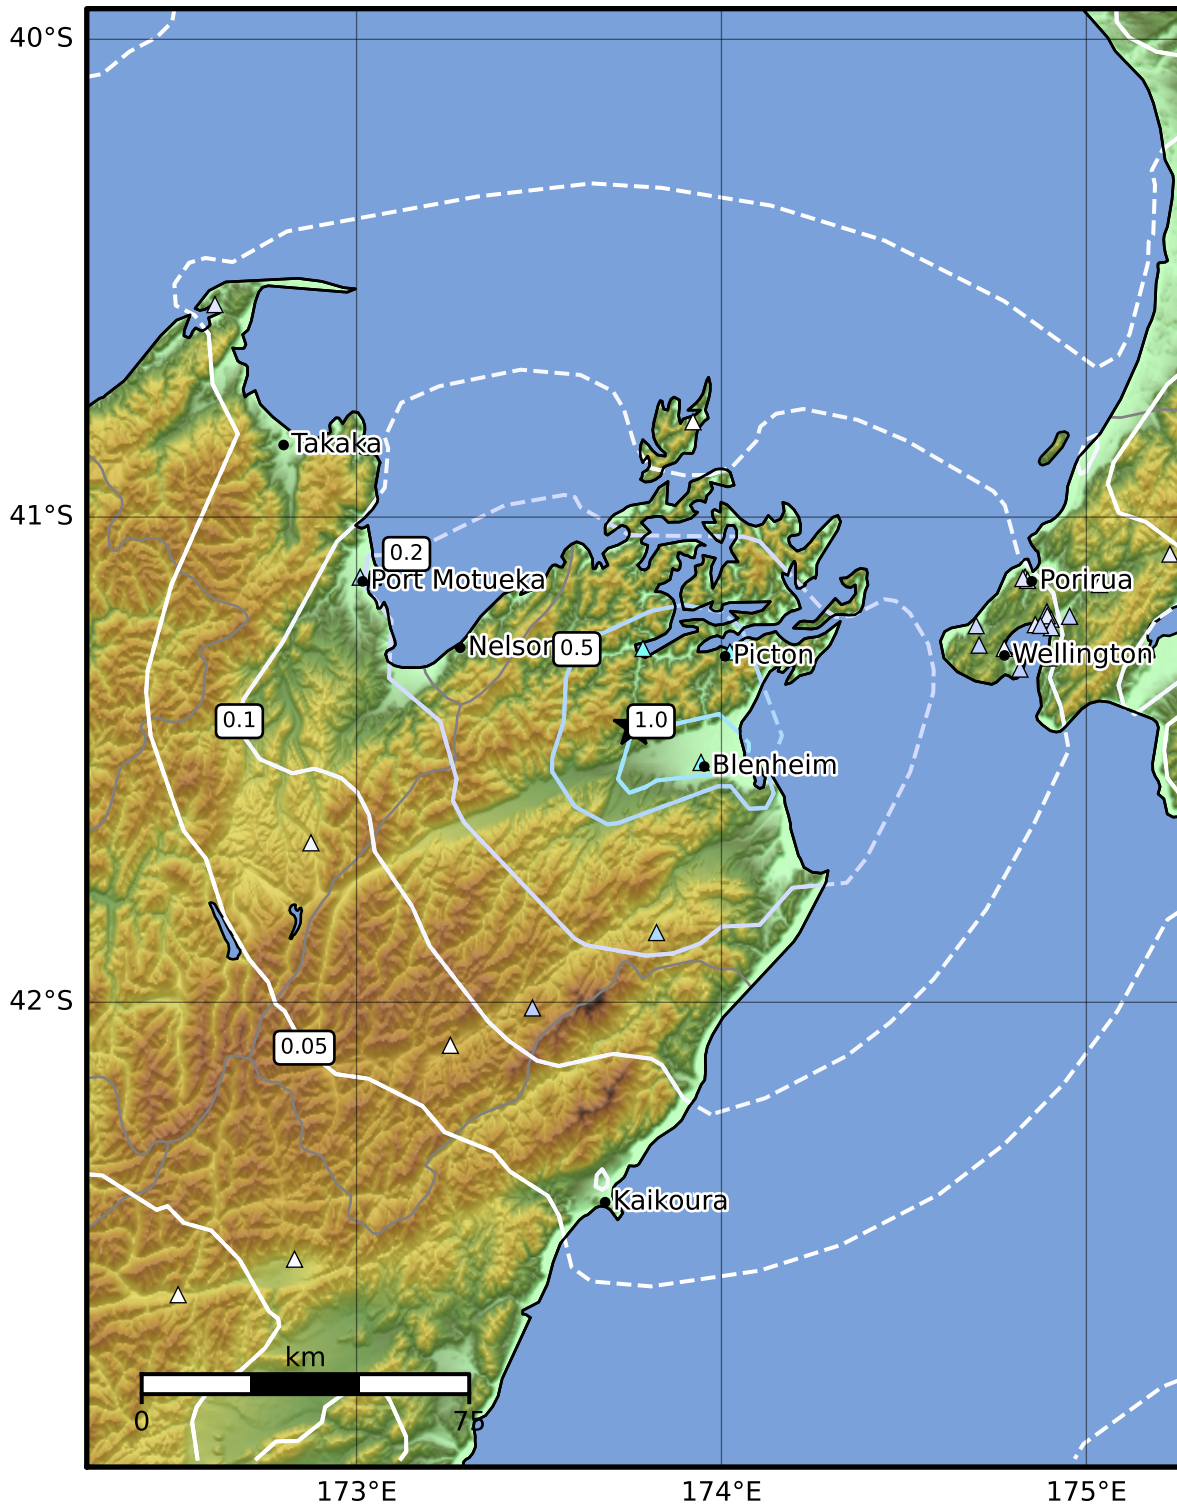 40°S
Takaka
41°S
0.2
Port Motueka
Porirua
Nelson
0.5
Picton
Wellington
0.1
1.0
Blenheim
42°S
0.05
Kaikoura
km
0
75
173°E
174°E
175°E